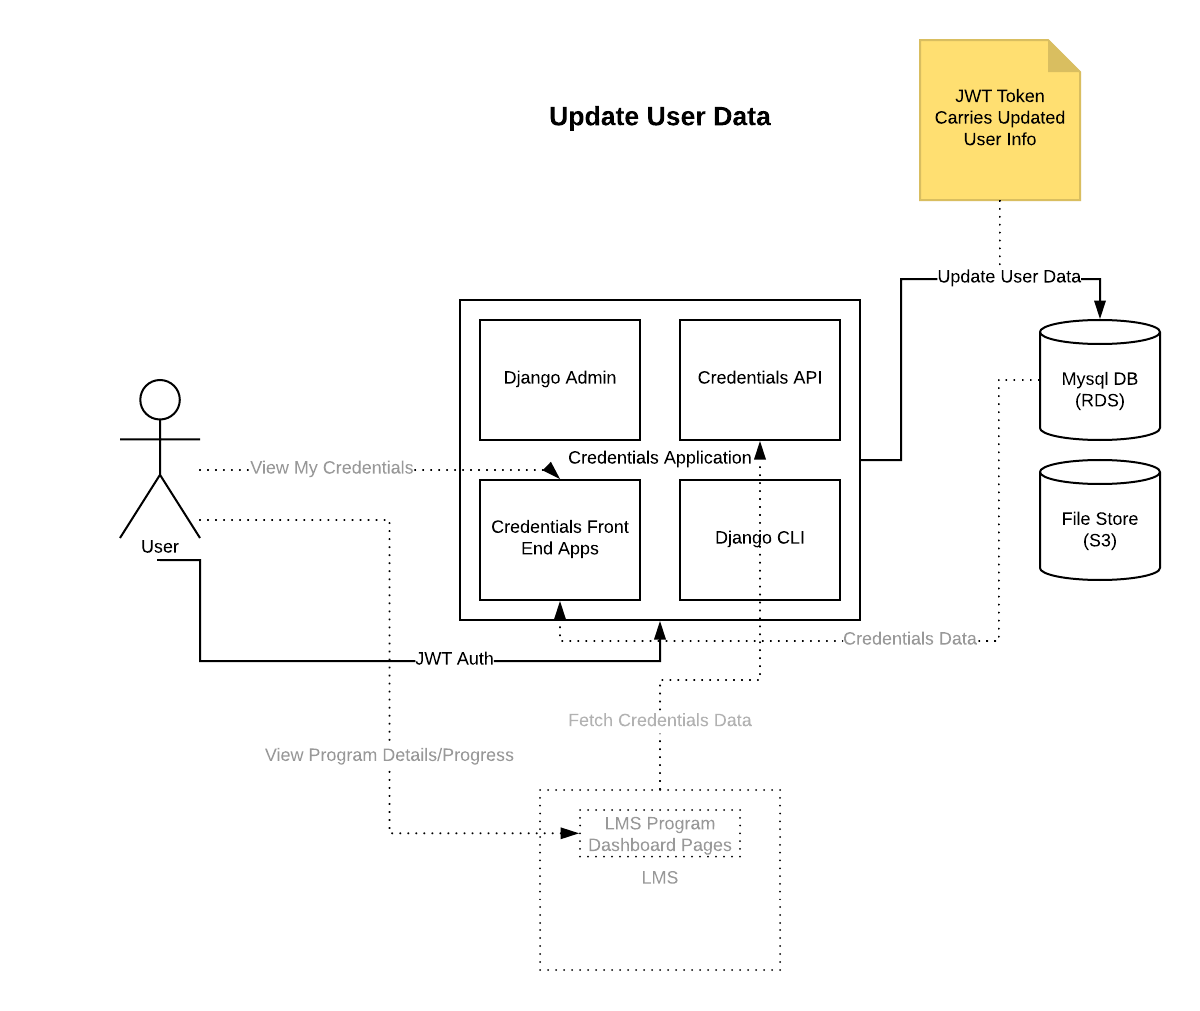 Update User Data
JWT Token
Carries Updated
User Info
Update User Data
Django Admin
Credentials API
Mysql DB
(RDS)
Credentials Application
View My Credentials
Credentials Front
End Apps
Django CLI
File Store
(S3)
User
Credentials Data
JWT Auth
Fetch Credentials Data
View Program Details/Progress
LMS Program
Dashboard Pages
LMS